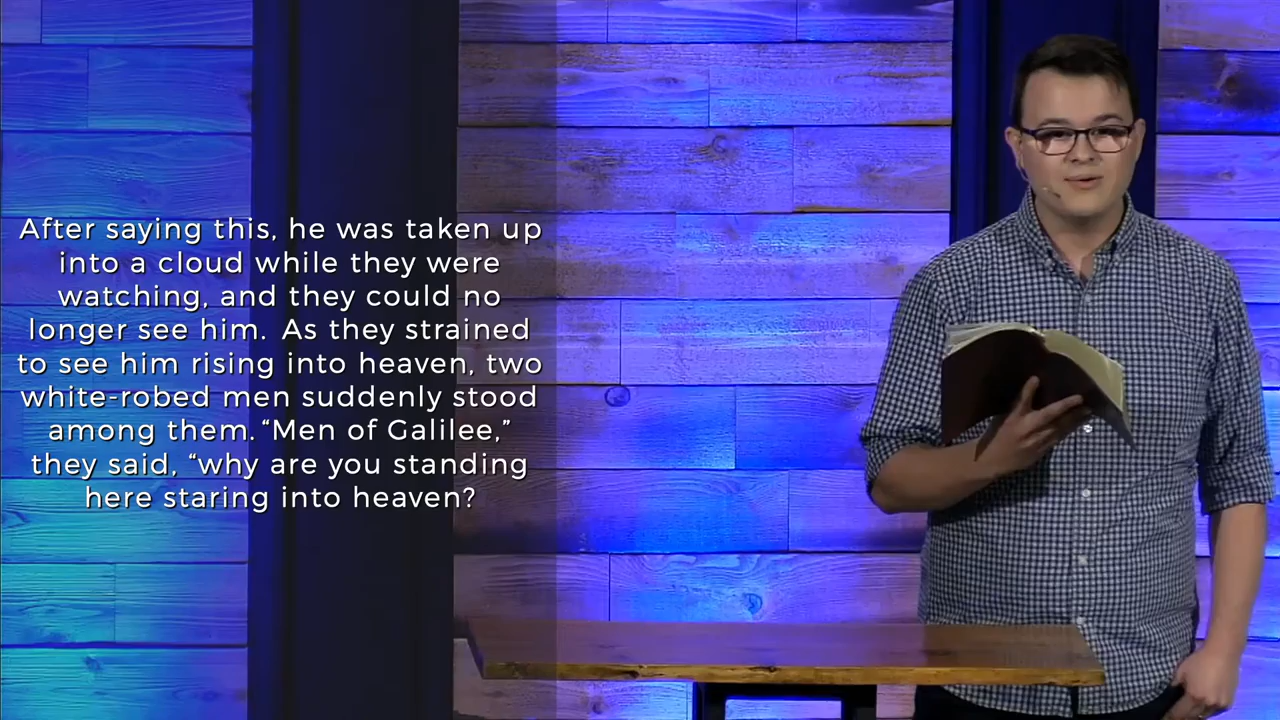 After saying this, he was taken up
into a cloud while they were
watching, and they could no
longer see him. As they strained
to see him rising into heaven, two
white-robed men suddenly stood
among them. “Men of Galilee,”
they said, “why are you standing
here staring into heaven?